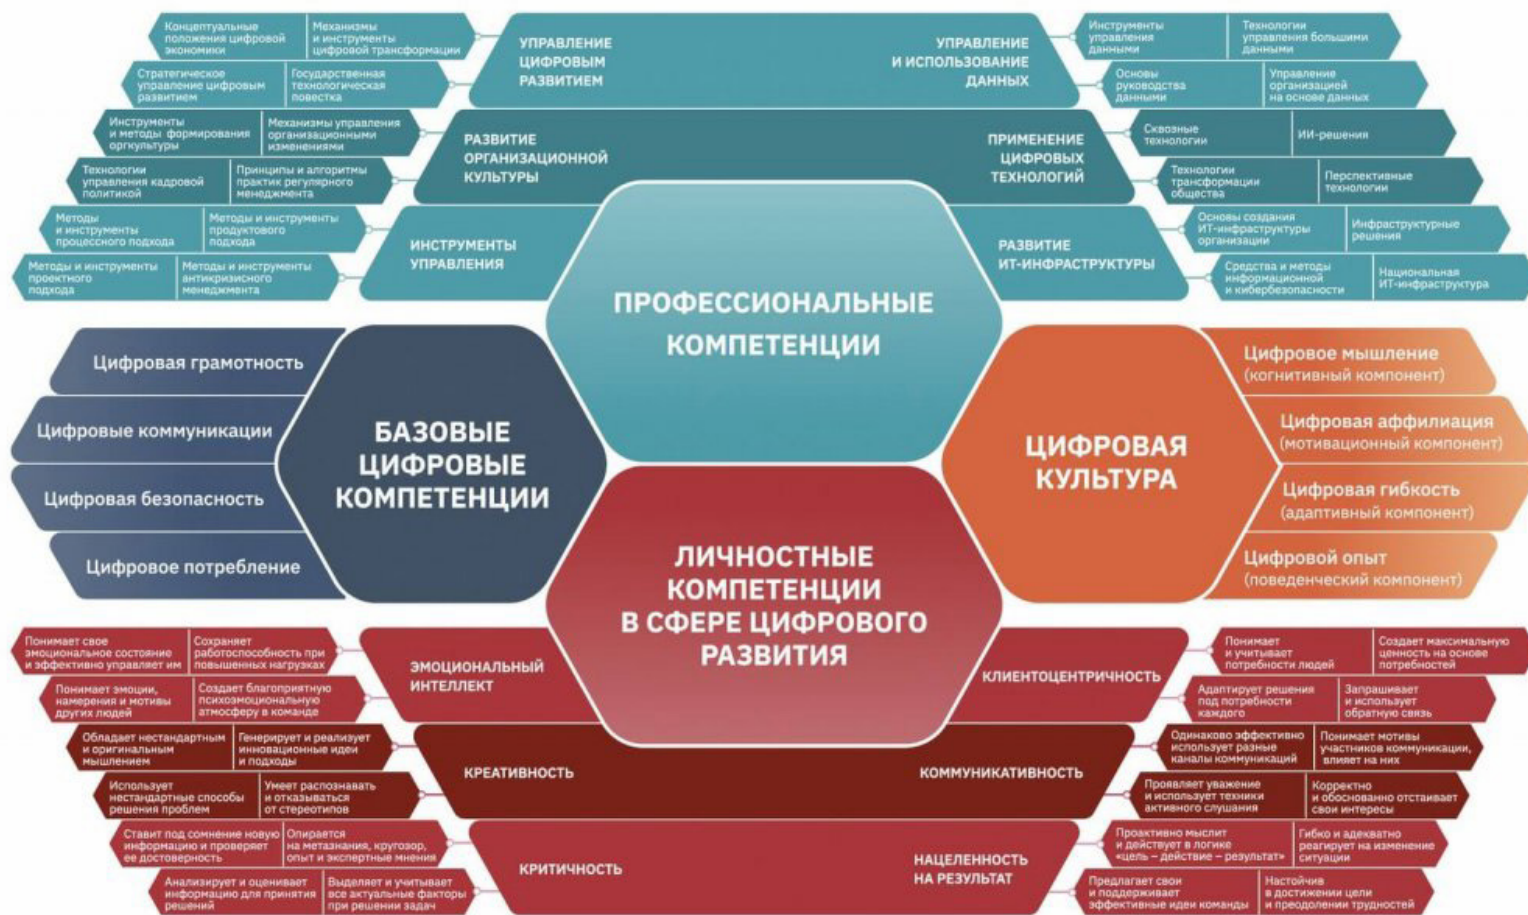 Концептуальные
положения цифровой
экономики
Механизмы
и инструменты
цифровой трансформации
Стратегическое
управление цифровым
развитием
Государственная
технологическая
повестка
УПРАВЛЕНИЕ
ЦИФРОВЫМ
РАЗВИТИЕМ
УПРАВЛЕНИЕ
И ИСПОЛЬЗОВАНИЕ
ДАННЫХ
Инструменты
управления
данными
Технологии
управления большими
данными
Основы
руководства
данными
Управление
организацией
на основе данных
Инструменты
и методы формирования
оргкультуры
Механизмы управления
организационными
изменениями
Технологии
управления кадровой
политикой
Принципы и алгоритмы
практик регулярного
менеджмента
РАЗВИТИЕ
ОРГАНИЗАЦИОННОЙ
КУЛЬТУРЫ
ПРИМЕНЕНИЕ
ЦИФРОВЫХ
ТЕХНОЛОГИЙ
Сквозные
технологии
ИИ-решения
Технологии
трансформации
общества
Перспективные
технологии
Методы
и инструменты
процессного подхода
Методы и инструменты
продуктового
подхода
Методы и инструменты
проектного
подхода
Методы и инструменты
антикризисного
менеджмента
ИНСТРУМЕНТЫ
УПРАВЛЕНИЯ
РАЗВИТИЕ
ИТ-ИНФРАСТРУКТУРЫ
Основы создания
ИТ-инфраструктуры
организации
Инфраструктурные
решения
Средства и методы
информационной
и кибербезопасности
Национальная
ИТ-инфраструктура
ПРОФЕССИОНАЛЬНЫЕ
КОМПЕТЕНЦИИ
Цифровая грамотность
Цифровые коммуникации
Цифровая безопасность
Цифровое потребление
БАЗОВЫЕ
ЦИФРОВЫЕ
КОМПЕТЕНЦИИ
ЦИФРОВАЯ
КУЛЬТУРА
Цифровое мышление
(когнитивный компонент)
Цифровая аффилиация
(мотивационный компонент)
Цифровая гибкость
(адаптивный компонент)
Цифровой опыт
(поведенческий компонент)
ЛИЧНОСТНЫЕ
КОМПЕТЕНЦИИ
В СФЕРЕ ЦИФРОВОГО
РАЗВИТИЯ
Понимает свое
эмоциональное состояние
и эффективно управляет им
Сохраняет
работоспособность при
повышенных нагрузках
Понимает эмоции,
намерения и мотивы
других людей
Создает благоприятную
психоэмоциональную
атмосферу в команде
ЭМОЦИОНАЛЬНЫЙ
ИНТЕЛЛЕКТ
КЛИЕНТОЦЕНТРИЧНОСТЬ
Понимает
и учитывает
потребности людей
Создает максимальную
ценность на основе
потребностей
Адаптирует решения
под потребности
каждого
Запрашивает
и использует
обратную связь
Обладает нестандартным
и оригинальным
мышлением
Генерирует и реализует
инновационные идеи
и подходы
Использует
нестандартные способы
решения проблем
Умеет распознавать
и отказываться
от стереотипов
КРЕАТИВНОСТЬ
КОММУНИКАТИВНОСТЬ
Одинаково эффективно
использует разные
каналы коммуникаций
Понимает мотивы
участников коммуникации,
влияет на них
Проявляет уважение
и использует техники
активного слушания
Корректно
и обоснованно отстаивает
свои интересы
Ставит под сомнение новую
информацию и проверяет
ее достоверность
Опирается
на метазнания, кругозор,
опыт и экспертные мнения
Анализирует и оценивает
информацию для принятия
решений
Выделяет и учитывает
все актуальные факторы
при решении задач
КРИТИЧНОСТЬ
НАЦЕЛЕННОСТЬ
НА РЕЗУЛЬТАТ
Проактивно мыслит
и действует в логике
«цель – действие – результат»
Гибко и адекватно
реагирует на изменение
ситуации
Предлагает свои
и поддерживает
эффективные идеи команды
Настойчив
в достижении цели
и преодолении трудностей